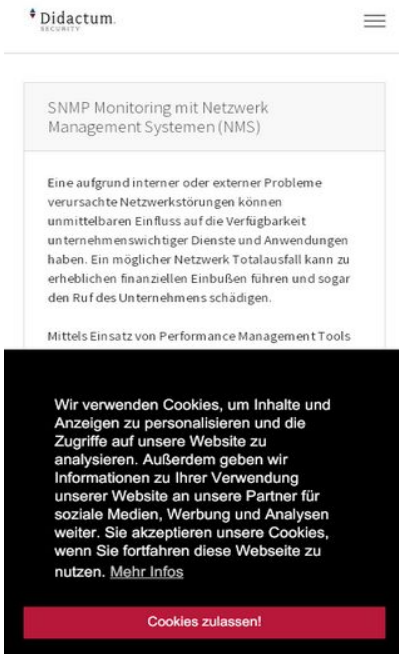 Didactum.
SECURITY
SNMP Monitoring mit Netzwerk
Management Systemen (NMS)
Eine aufgrund interner oder externer Probleme
verursachte Netzwerkstörungen können
unmittelbaren Einfluss auf die Verfügbarkeit
unternehmenswichtiger Dienste und Anwendungen
haben. Ein möglicher Netzwerk Totalausfall kann zu
erheblichen finanziellen Einbußen führen und sogar
den Ruf des Unternehmens schädigen.
Mittels Einsatz von Performance Management Tools
Wir verwenden Cookies, um Inhalte und
Anzeigen zu personalisieren und die
Zugriffe auf unsere Website zu
analysieren. Außerdem geben wir
Informationen zu Ihrer Verwendung
unserer Website an unsere Partner für
soziale Medien, Werbung und Analysen
weiter. Sie akzeptieren unsere Cookies,
wenn Sie fortfahren diese Webseite zu
nutzen. Mehr Infos
Cookies zulassen!